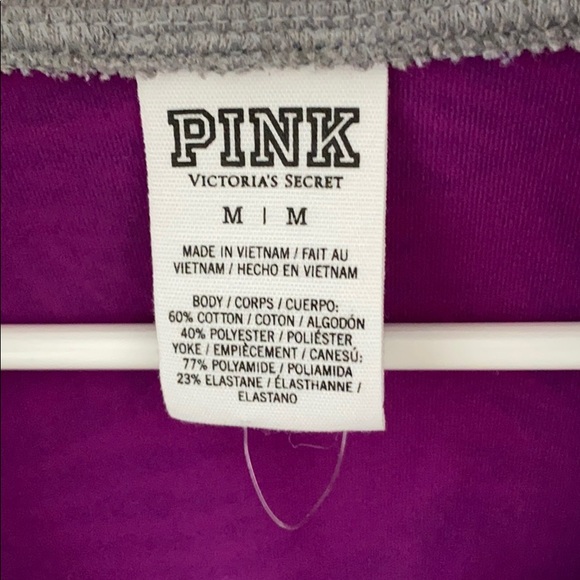 PINK
VICTORIA'S SECRET
M | M
MADE IN VIETNAM / FAIT AU
VIETNAM / HECHO EN VIETNAM
BODY / CORPS / CUERPO:
60% COTTON / COTON / ALGODÓN
40% POLYESTER / POLIÉSTER
YOKE / EMPIÈCEMENT / CANESÚ:
77% POLYAMIDE / POLIAMIDA
23% ELASTANE / ÉLASTHANNE /
ELASTANO